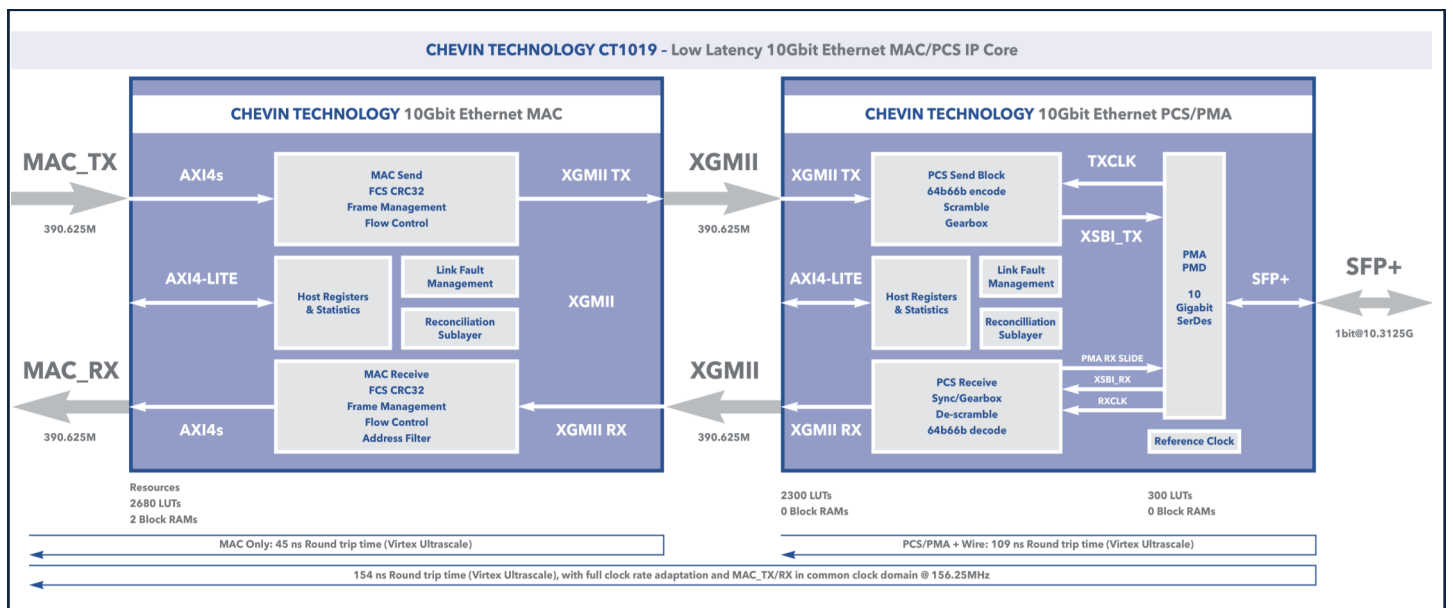 CHEVIN TECHNOLOGY CT1019 – Low Latency 10Gbit Ethernet MAC/PCS IP Core
CHEVIN TECHNOLOGY 10Gbit Ethernet MAC
MAC_TX
390.625M
AXI4s
MAC Send
FCS CRC32
Frame Management
Flow Control
XGMII TX
AXI4-LITE
Host Registers
& Statistics
Link Fault
Management
Reconciliation
Sublayer
XGMII
MAC_RX
390.625M
AXI4s
MAC Receive
FCS CRC32
Frame Management
Flow Control
Address Filter
XGMII RX
XGMII
390.625M
XGMII
390.625M
CHEVIN TECHNOLOGY 10Gbit Ethernet PCS/PMA
XGMII TX
PCS Send Block
64b66b encode
Scramble
Gearbox
TXCLK
XSBI_TX
AXI4-LITE
Host Registers
& Statistics
Link Fault
Management
Reconcilliation
Sublayer
PMA
PMD
10
Gigabit
SerDes
SFP+
SFP+
1bit@10.3125G
XGMII RX
PCS Receive
Sync/Gearbox
De-scramble
64b66b decode
PMA RX SLIDE
XSBI_RX
RXCLK
Reference Clock
Resources
2680 LUTs
2 Block RAMs
2300 LUTs
0 Block RAMs
300 LUTs
0 Block RAMs
MAC Only: 45 ns Round trip time (Virtex Ultrascale)
PCS/PMA + Wire: 109 ns Round trip time (Virtex Ultrascale)
154 ns Round trip time (Virtex Ultrascale), with full clock rate adaptation and MAC_TX/RX in common clock domain @ 156.25MHz